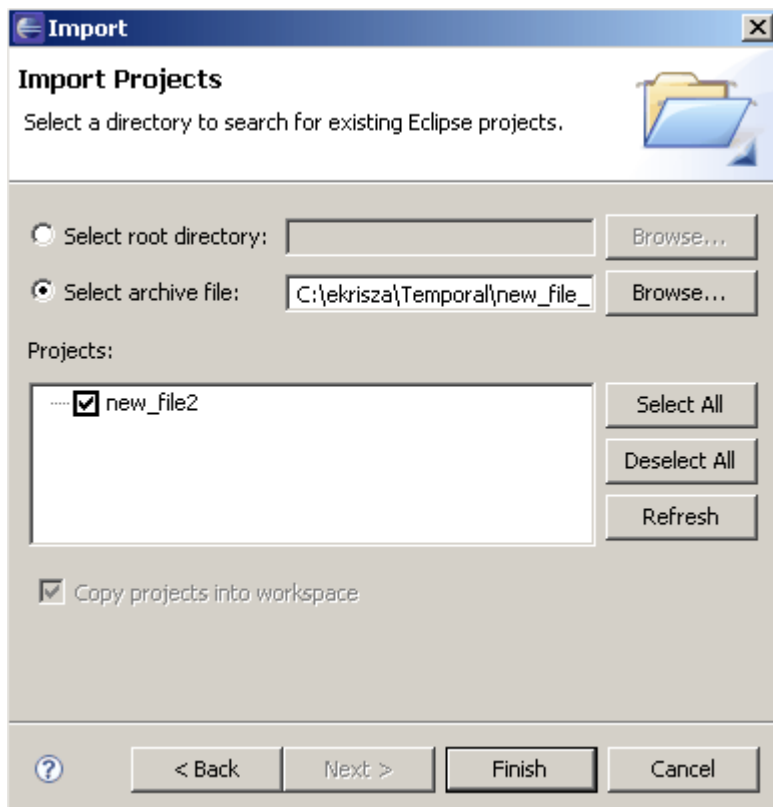 Import
Import Projects
Select a directory to search for existing Eclipse projects.
Select root directory:
Browse...
Select archive file:
C:\ekrisza\Temporal\new_file_
Browse...
Projects:
new_file2
Select All
Deselect All
Refresh
Copy projects into workspace
?
< Back
Next >
Finish
Cancel